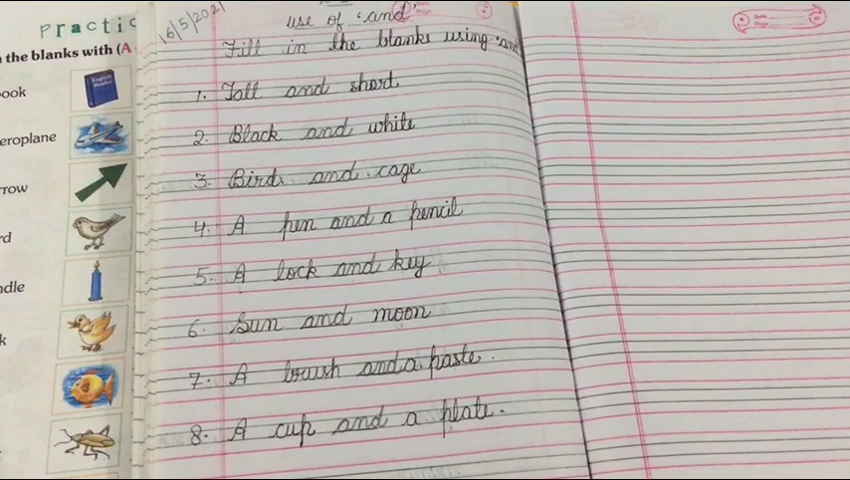 Practic
n the blanks with (A
ook
eroplane
rrow
rd
ndle
k
16/5/2021
use of 'and'
Fill in the blanks using 'and
1. Tall and short
2. Black and white
3. Birds and cage
4. A pen and a pencil
5. A lock and key
6. Sun and moon
7. A brush and a paste.
8. A cup and a plate.